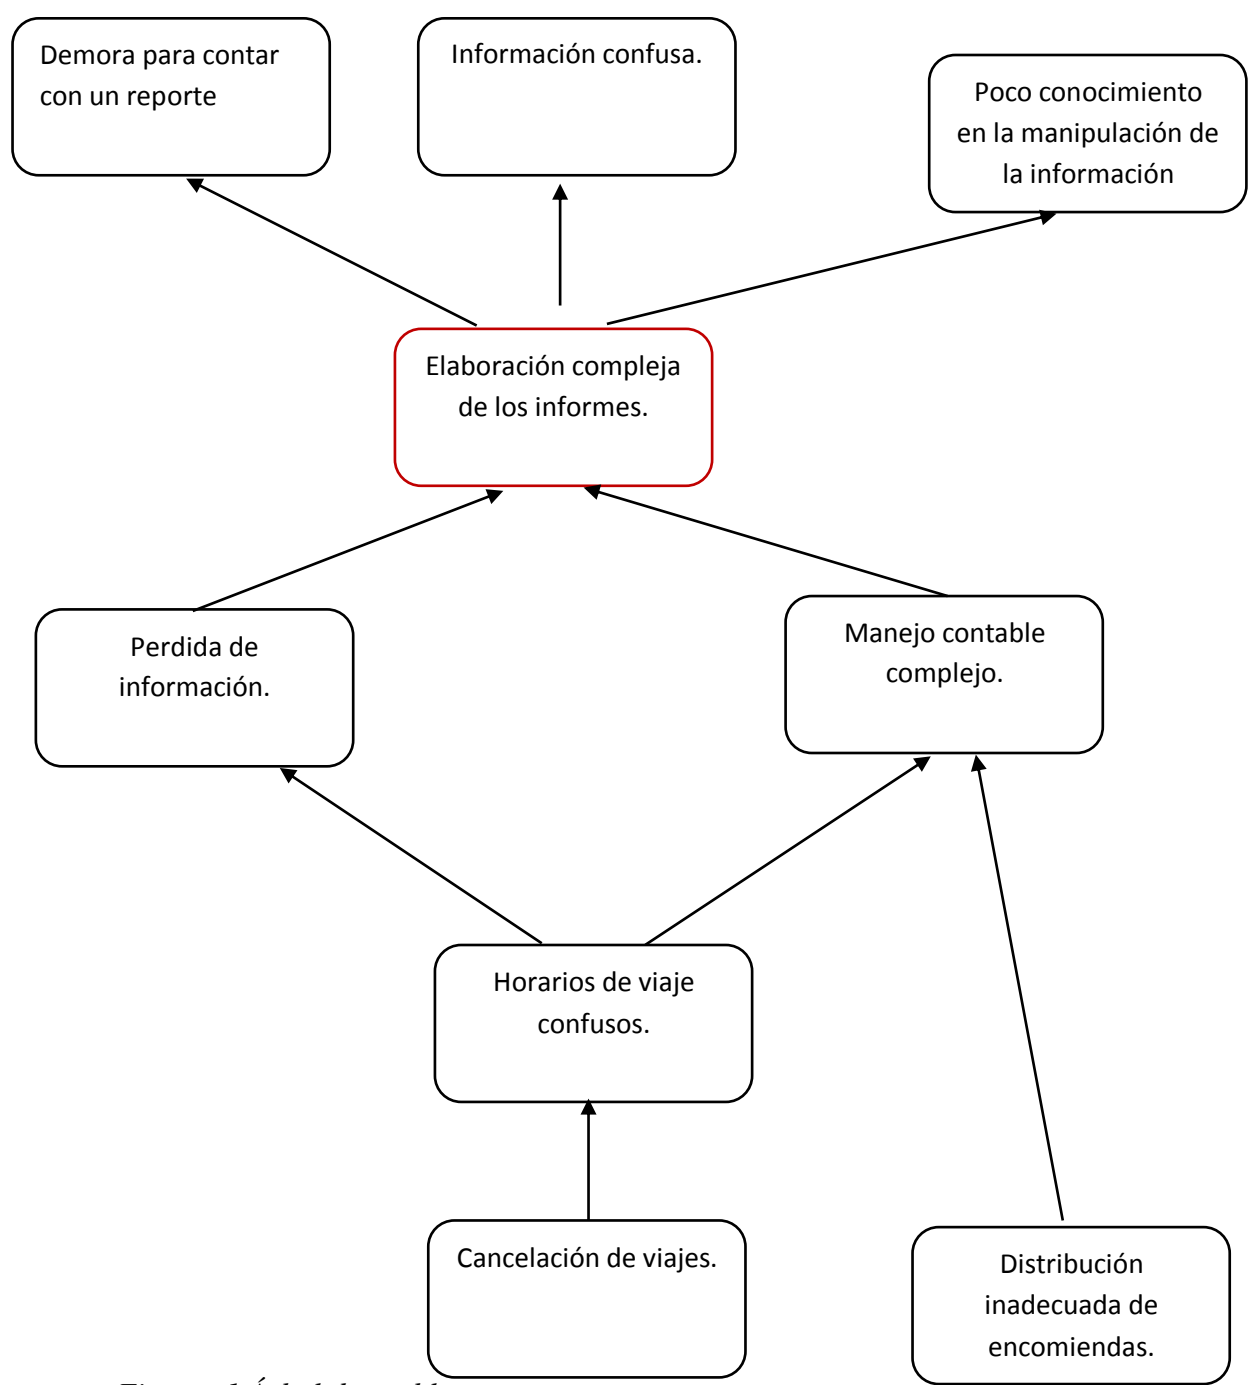 Demora para contar
con un reporte
Información confusa.
Poco conocimiento
en la manipulación de
la información
Elaboración compleja
de los informes.
Perdida de
información.
Manejo contable
complejo.
Horarios de viaje
confusos.
Cancelación de viajes.
Distribución
inadecuada de
encomiendas.